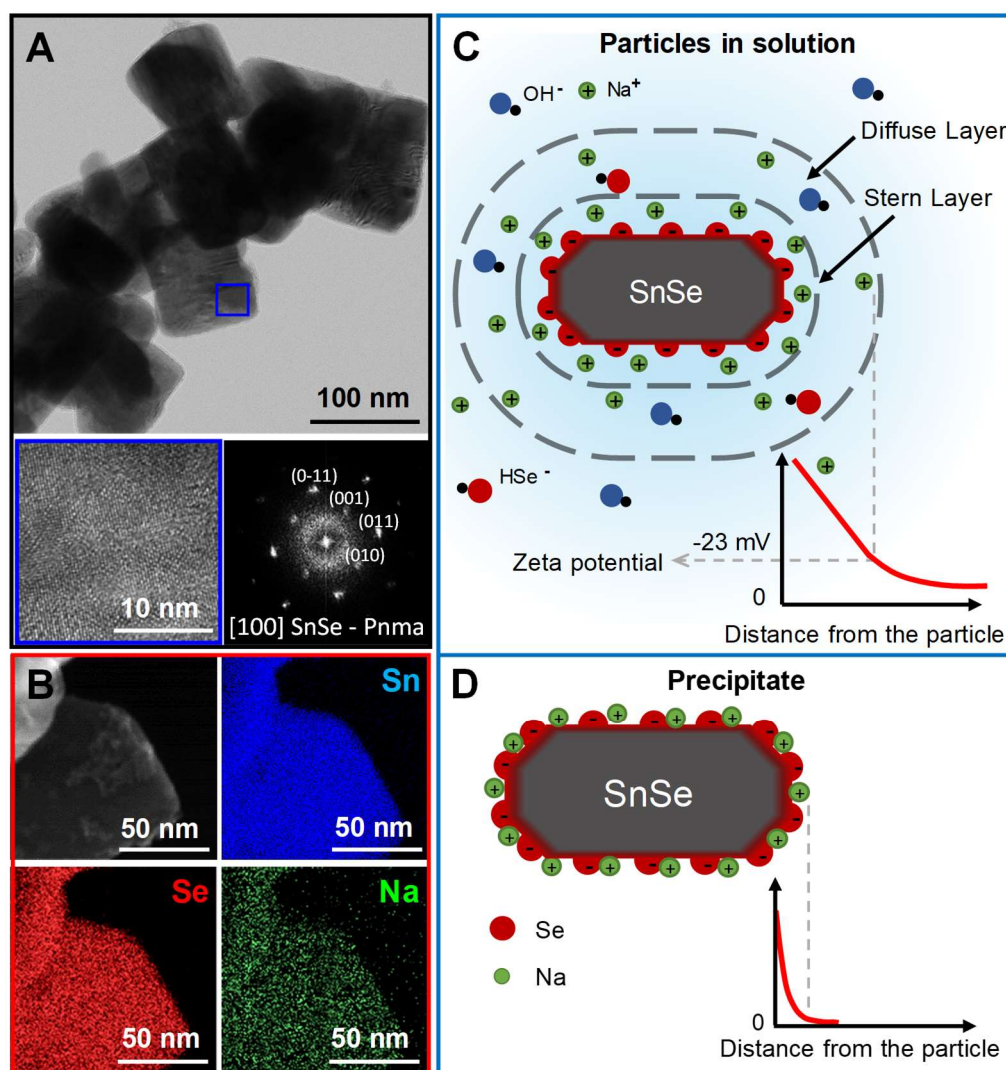 A
100 nm
10 nm
(0-11)
(001)
(011)
(010)
[100] SnSe - Pnma
B
Sn
50 nm
50 nm
Se
Na
50 nm
50 nm
C
Particles in solution
OH⁻
+ Na⁺
Diffuse Layer
Stern Layer
SnSe
HSe⁻
-23 mV
Zeta potential
0
Distance from the particle
D
Precipitate
SnSe
Se
+ Na
0
Distance from the particle